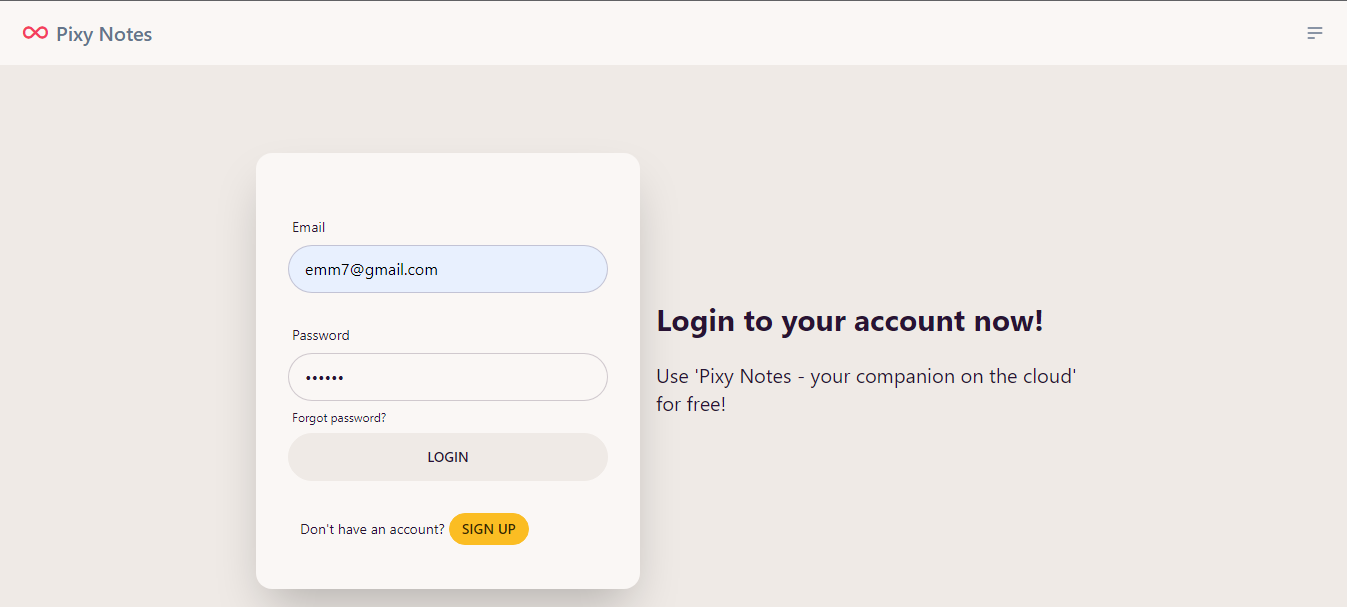 Pixy Notes
Email
emm7@gmail.com
Password
••••••
Forgot password?
LOGIN
Don't have an account? SIGN UP
Login to your account now!
Use 'Pixy Notes - your companion on the cloud'
for free!